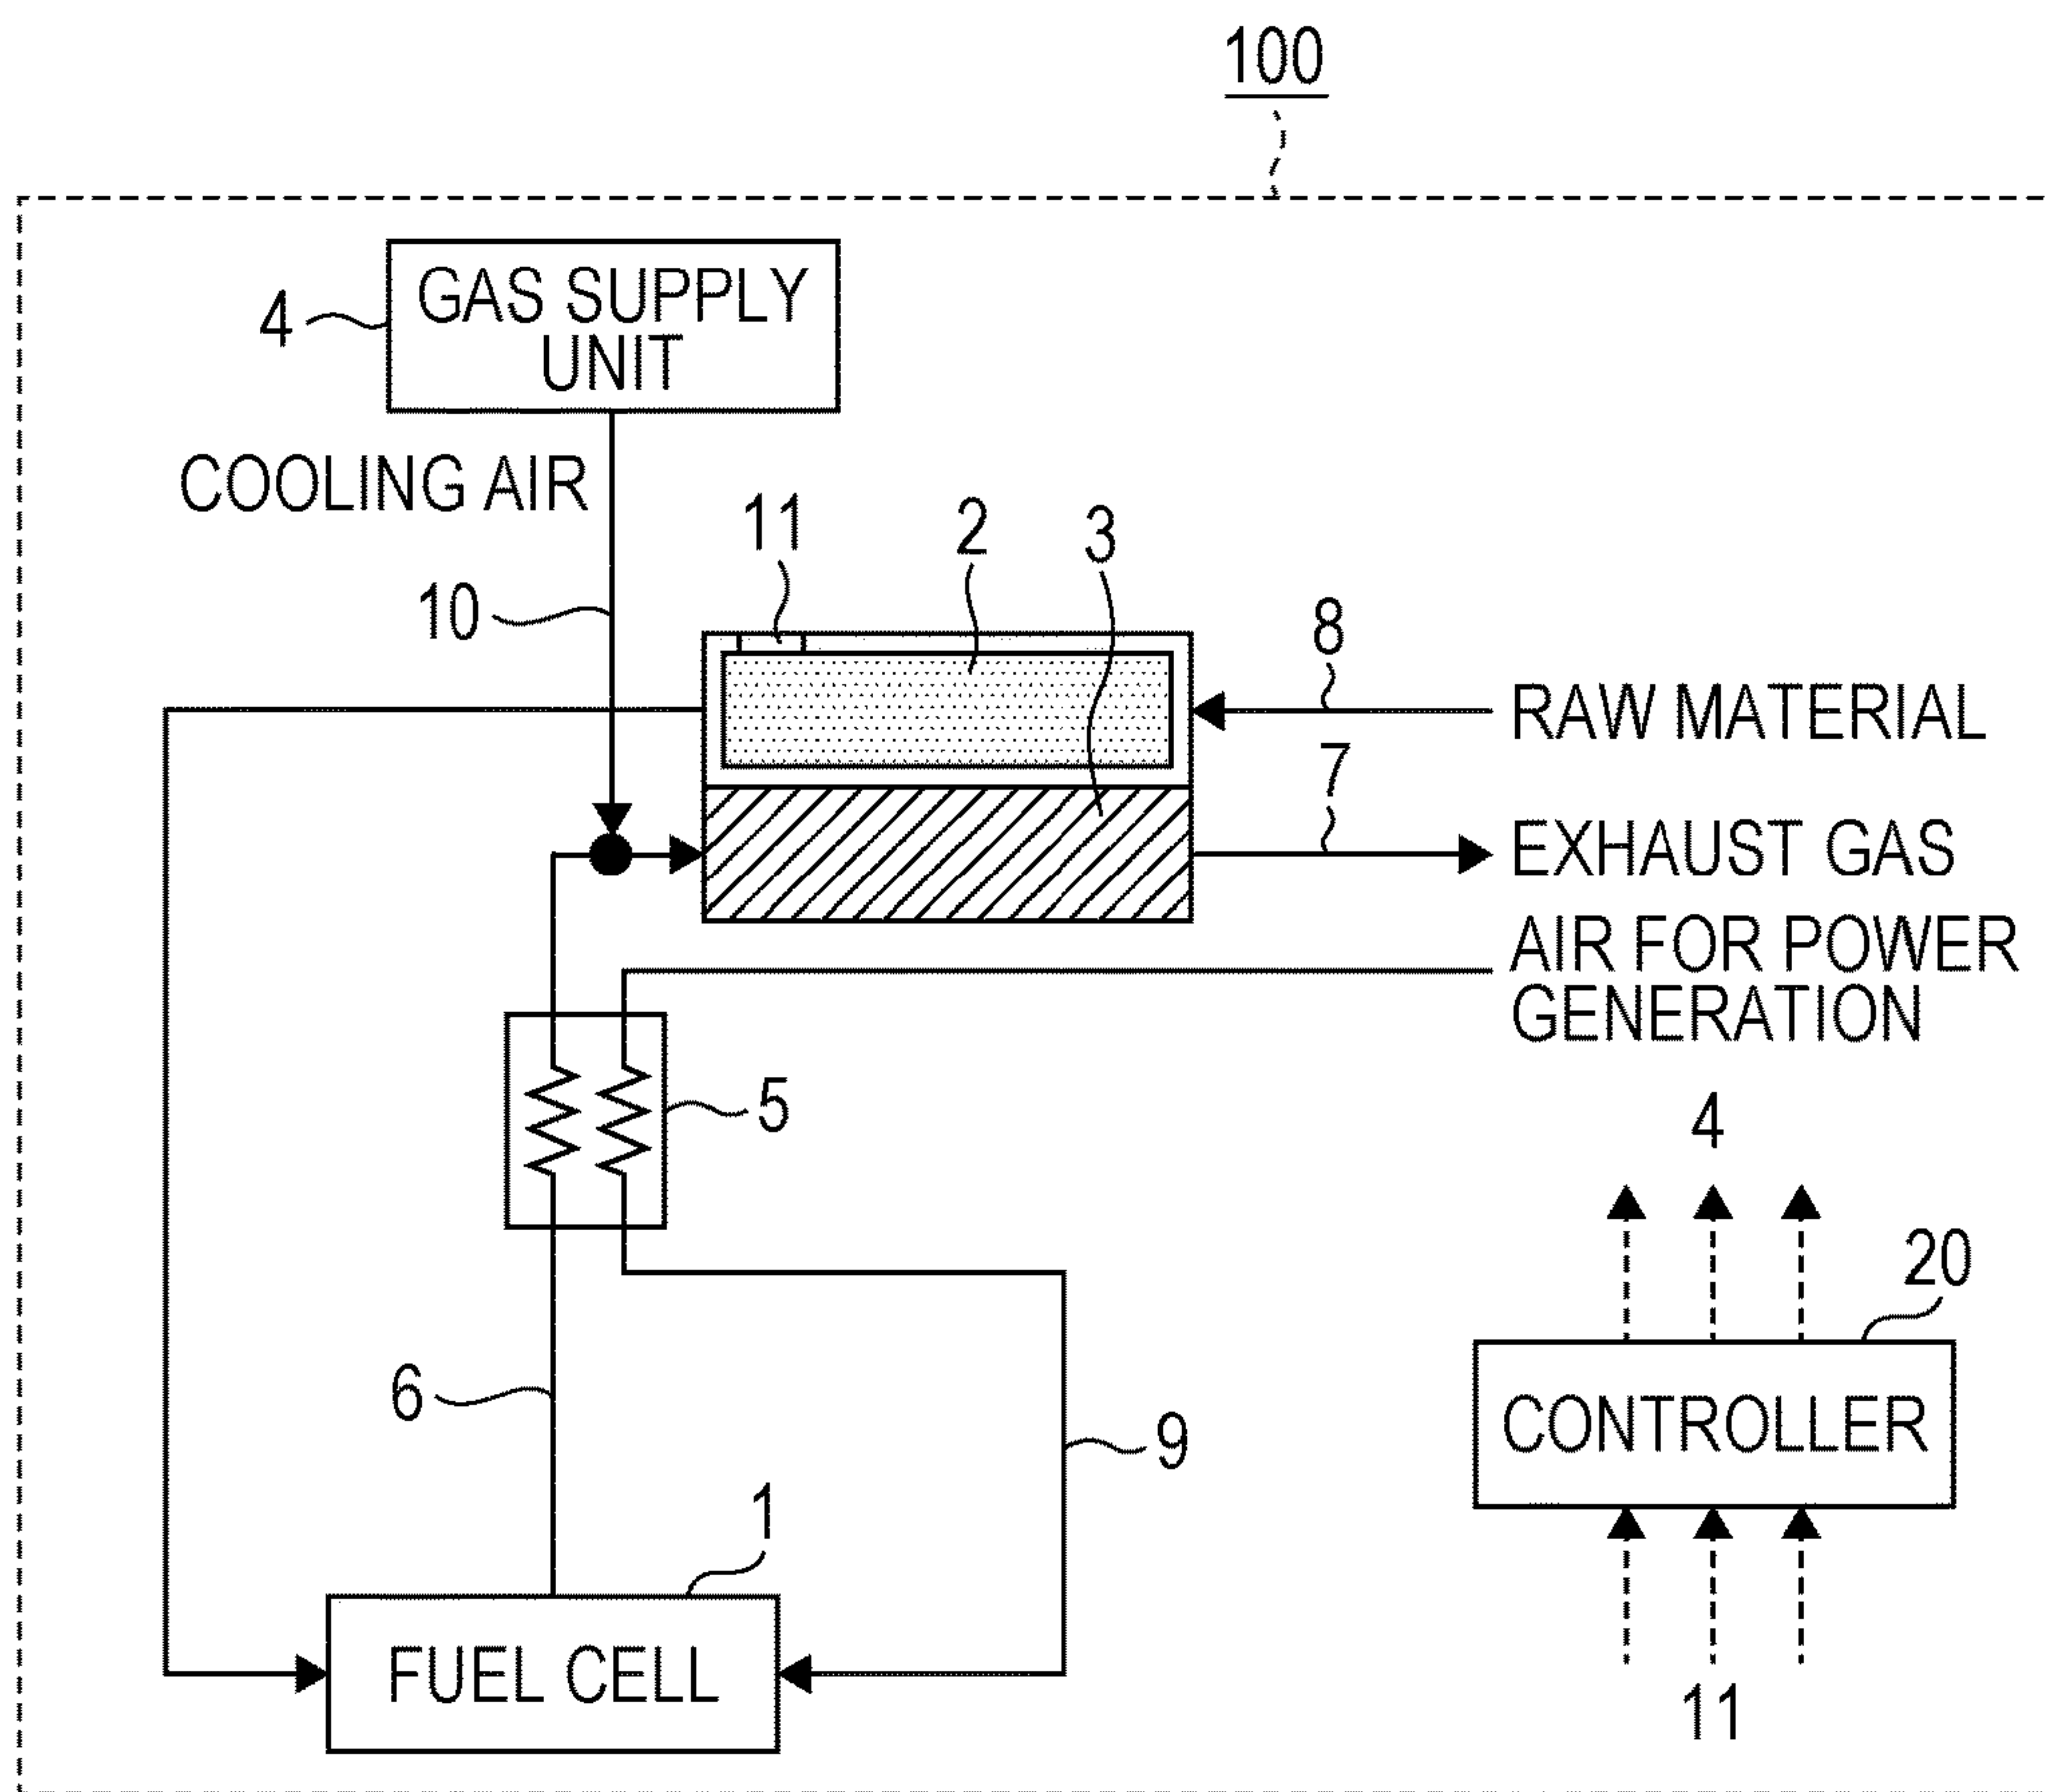 100
4
GAS SUPPLY
UNIT
COOLING AIR
11
2
3
10
8
RAW MATERIAL
7
EXHAUST GAS
AIR FOR POWER
GENERATION
5
4
20
6
CONTROLLER
9
1
FUEL CELL
11